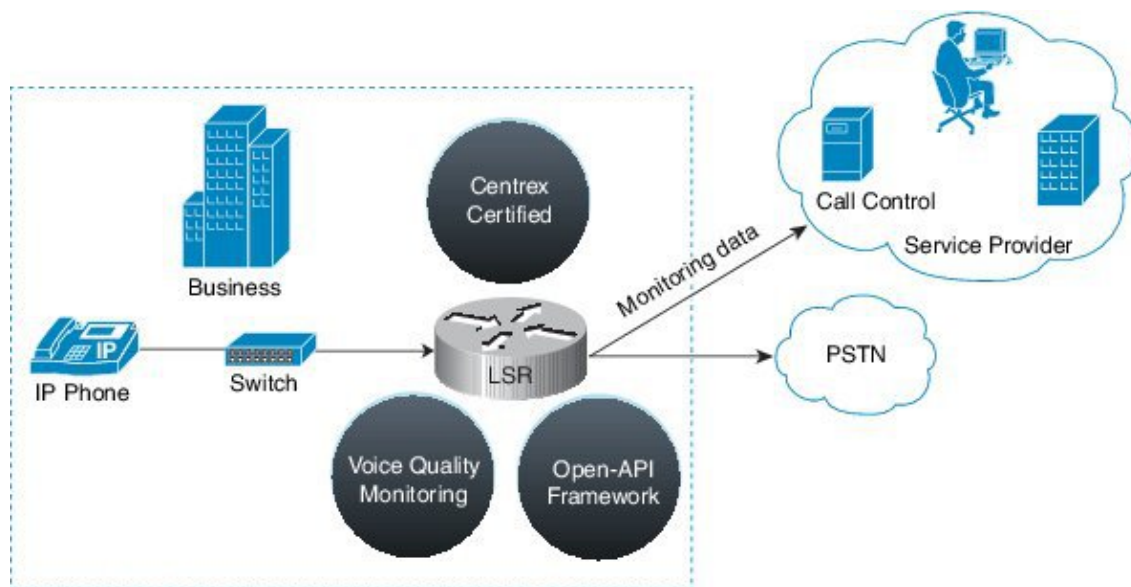 Centrex
Certified
Call Control
Service Provider
Business
Monitoring data
IP
IP Phone
Switch
LSR
PSTN
Voice Quality
Monitoring
Open-API
Framework